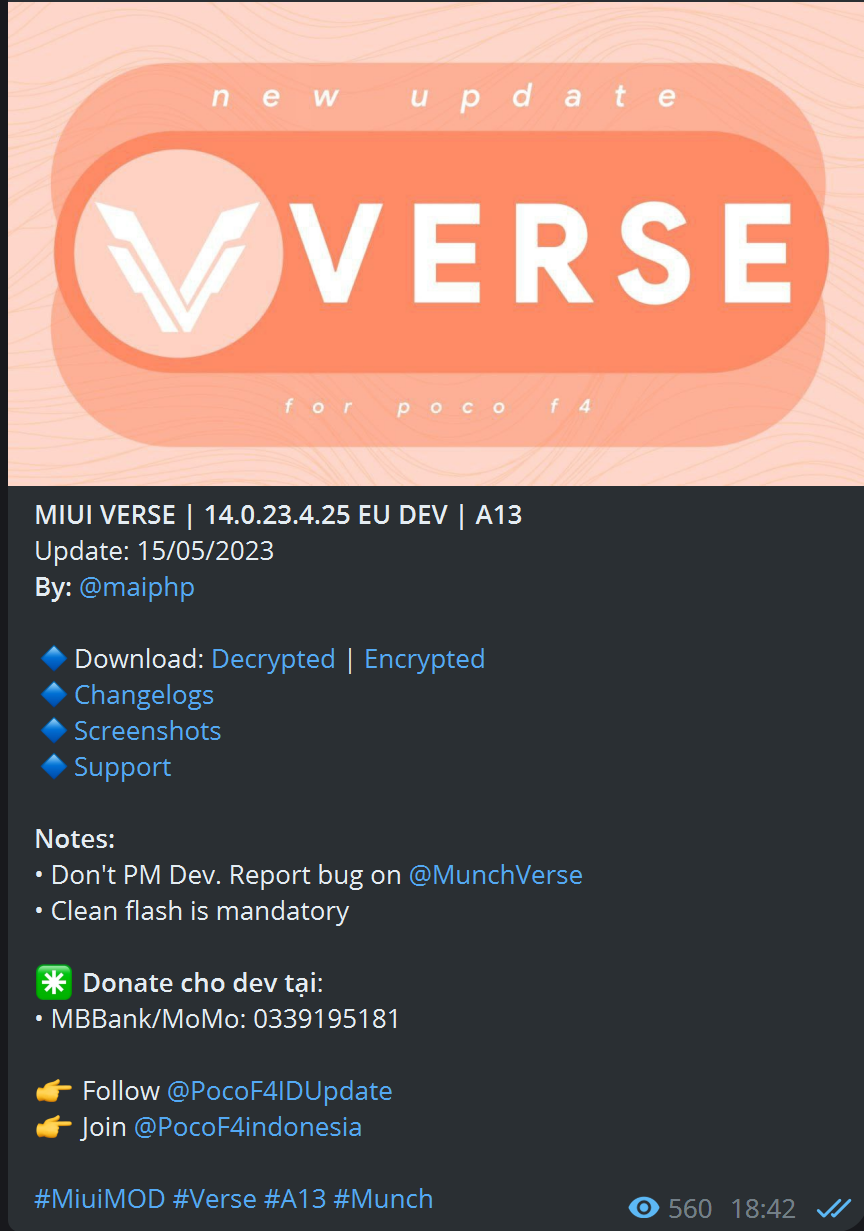 new update
VERSE
for poco f4
MIUI VERSE | 14.0.23.4.25 EU DEV | A13
Update: 15/05/2023
By: @maiphp
🔷 Download: Decrypted | Encrypted
🔷 Changelogs
🔷 Screenshots
🔷 Support
Notes:
• Don't PM Dev. Report bug on @MunchVerse
• Clean flash is mandatory
✳️ Donate cho dev tại:
• MBBank/MoMo: 0339195181
👉 Follow @PocoF4IDUpdate
👉 Join @PocoF4indonesia
#MiuiMOD #Verse #A13 #Munch
560 18:42